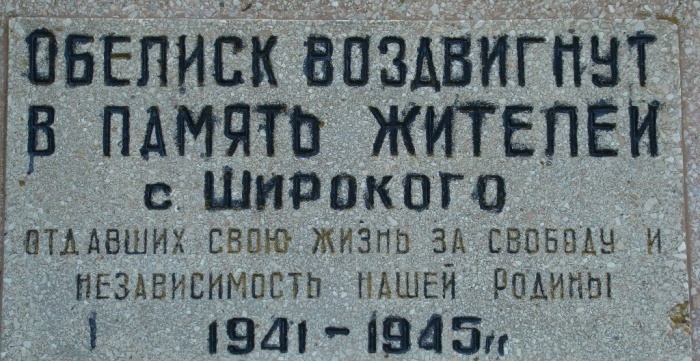 ОБЕЛИСК ВОЗДВИГНУТ
В ПАМЯТЬ ЖИТЕЛЕЙ
с ШИРОКОГО
ОТДАВШИХ СВОЮ ЖИЗНЬ ЗА СВОБОДУ И
НЕЗАВИСИМОСТЬ НАШЕЙ РОДИНЫ
1941-1945гг